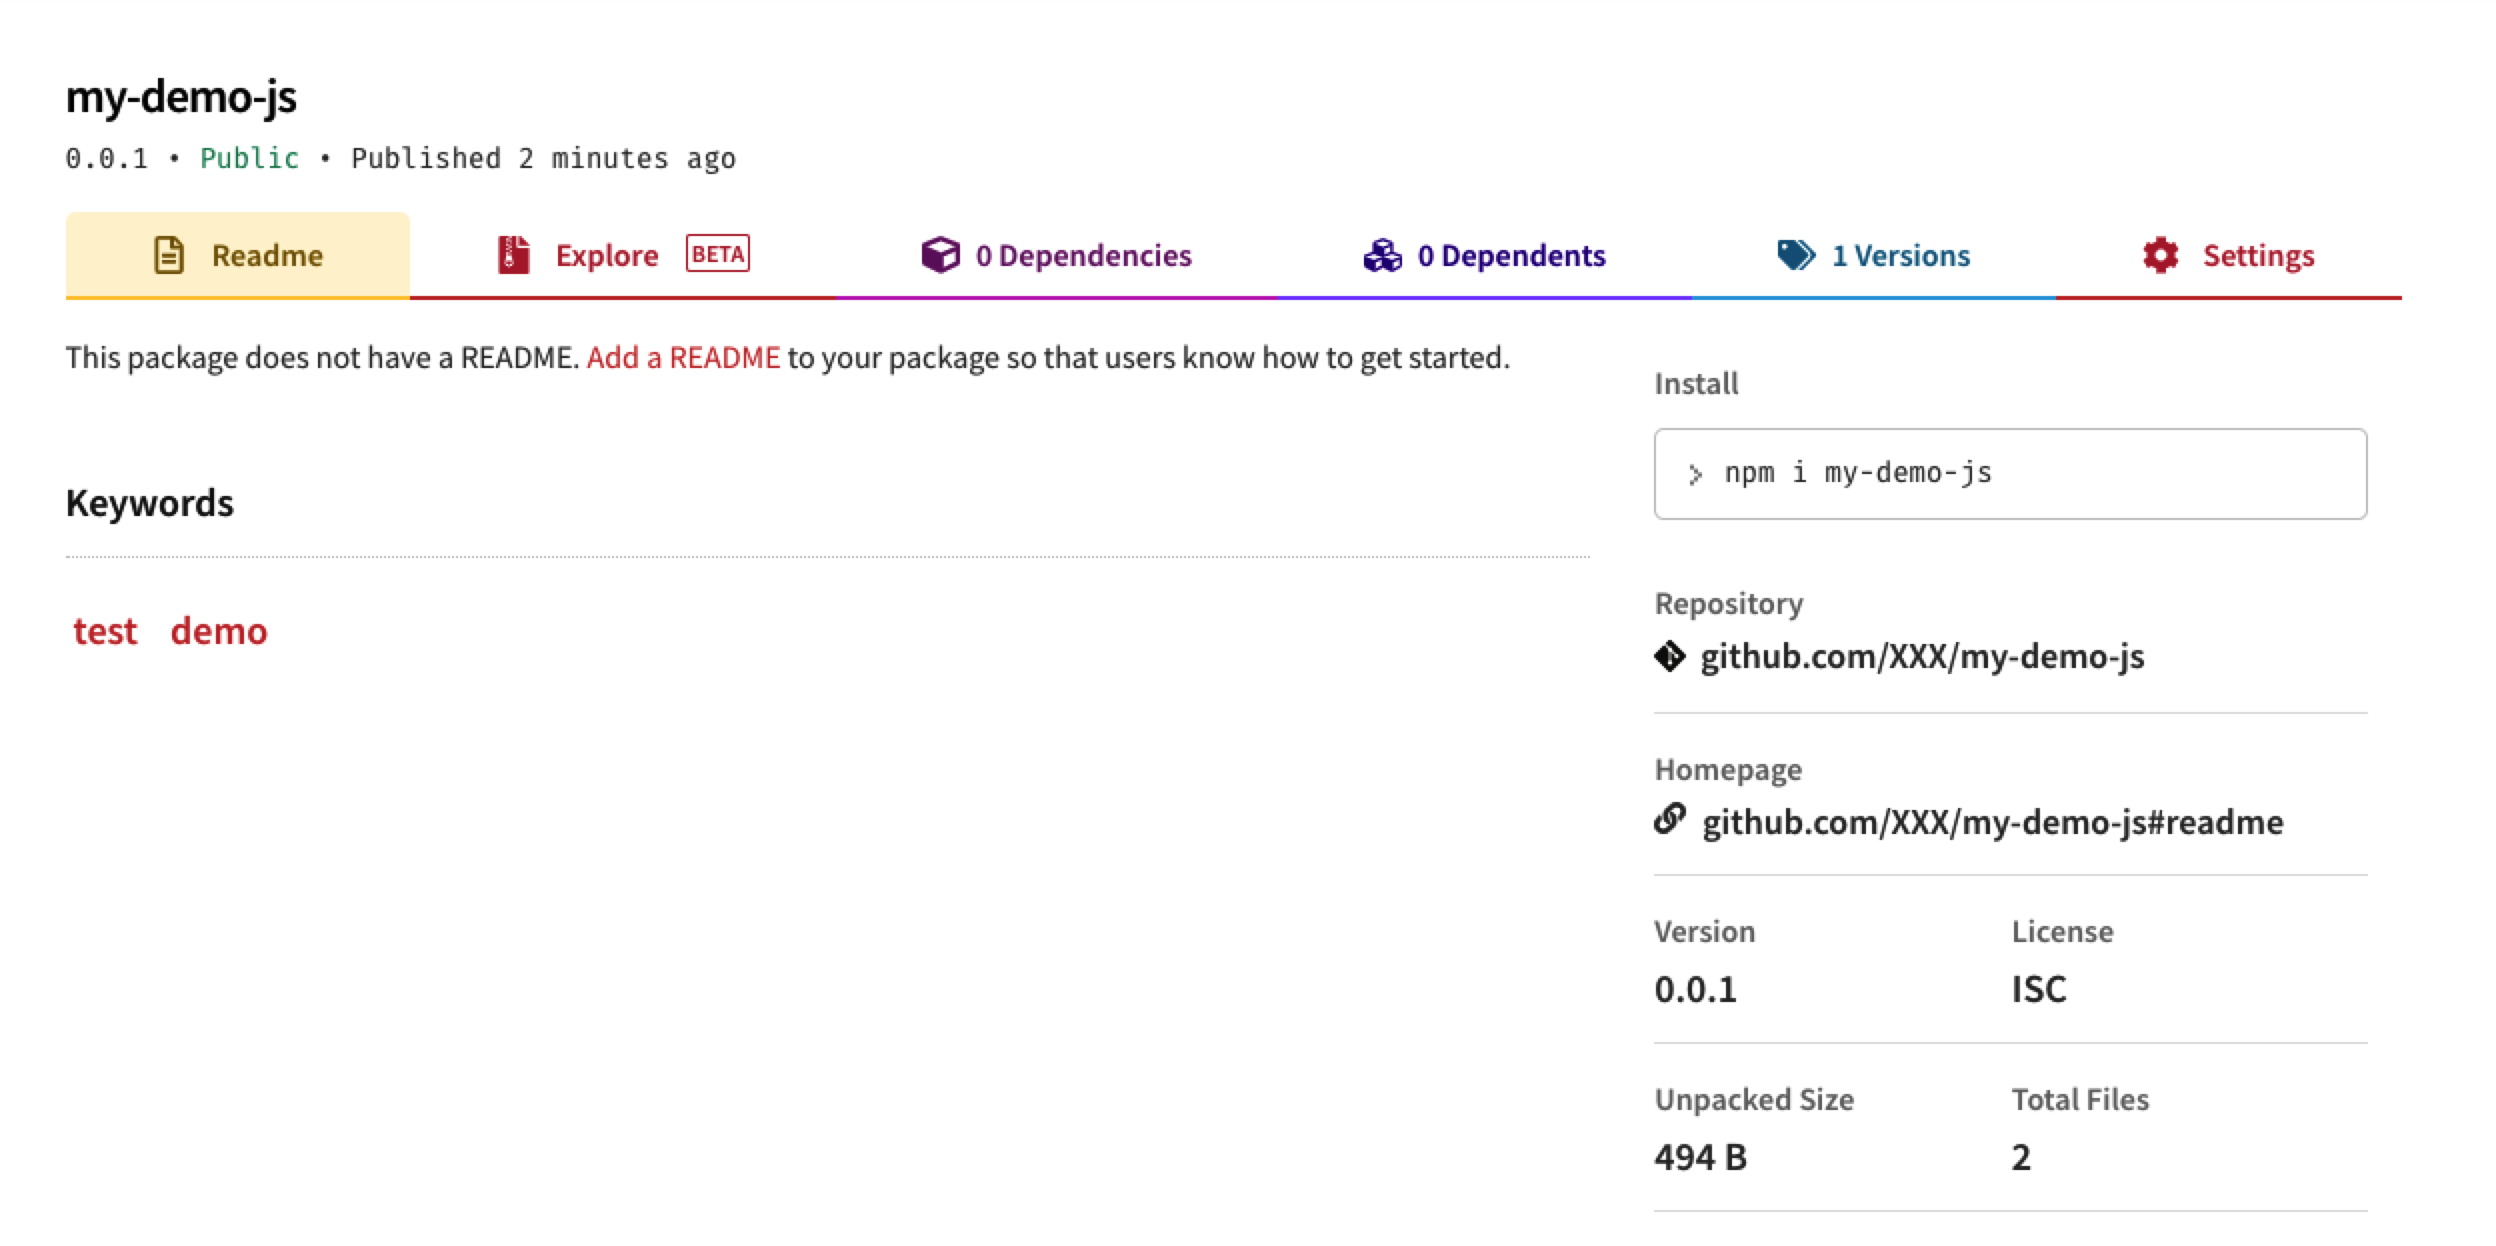 my-demo-js
0.0.1 • Public • Published 2 minutes ago
Readme
Explore BETA
0 Dependencies
0 Dependents
1 Versions
Settings
This package does not have a README. Add a README to your package so that users know how to get started.
Keywords
test demo
Install
> npm i my-demo-js
Repository
github.com/XXX/my-demo-js
Homepage
github.com/XXX/my-demo-js#readme
Version License
0.0.1 ISC
Unpacked Size Total Files
494 B 2